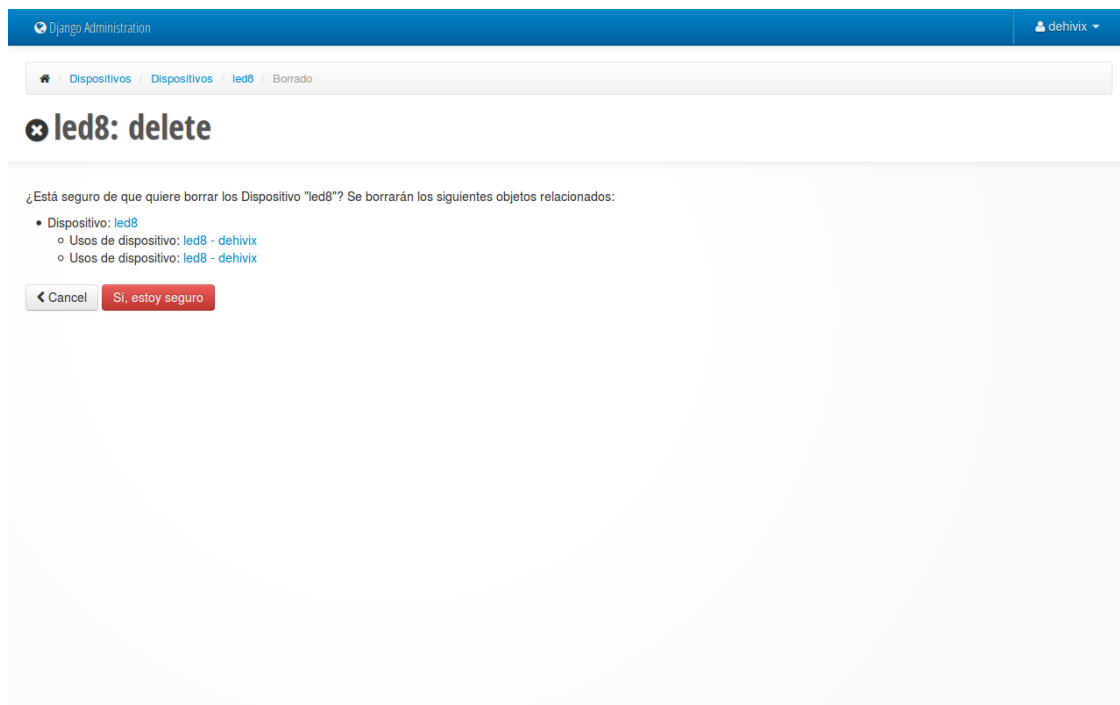 Django Administration dehivix
/ Dispositivos / Dispositivos / led8 / Borrado
led8: delete
¿Está seguro de que quiere borrar los Dispositivo "led8"? Se borrarán los siguientes objetos relacionados:
• Dispositivo: led8
Usos de dispositivo: led8 - dehivix
Usos de dispositivo: led8 - dehivix
Cancel Sí, estoy seguro